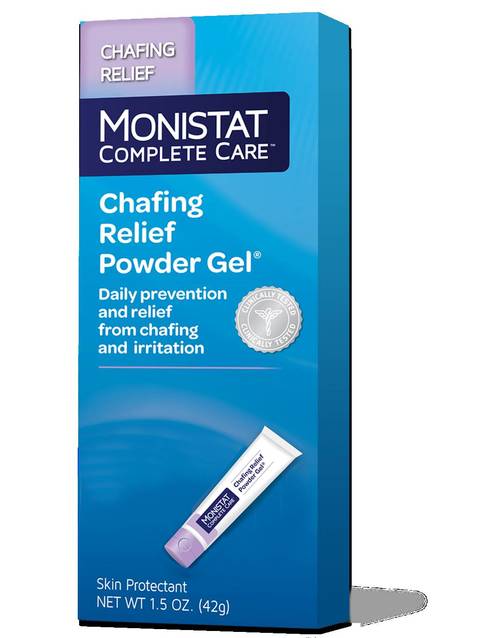 CHAFING
RELIEF
MONISTAT
COMPLETE CARE™
Chafing
Relief
Powder Gel®
Daily prevention
and relief
from chafing
and irritation
CLINICALLY TESTED
CLINICALLY TESTED
Chafing Relief
Powder Gel®
MONISTAT
COMPLETE CARE
Skin Protectant
NET WT 1.5 OZ. (42g)